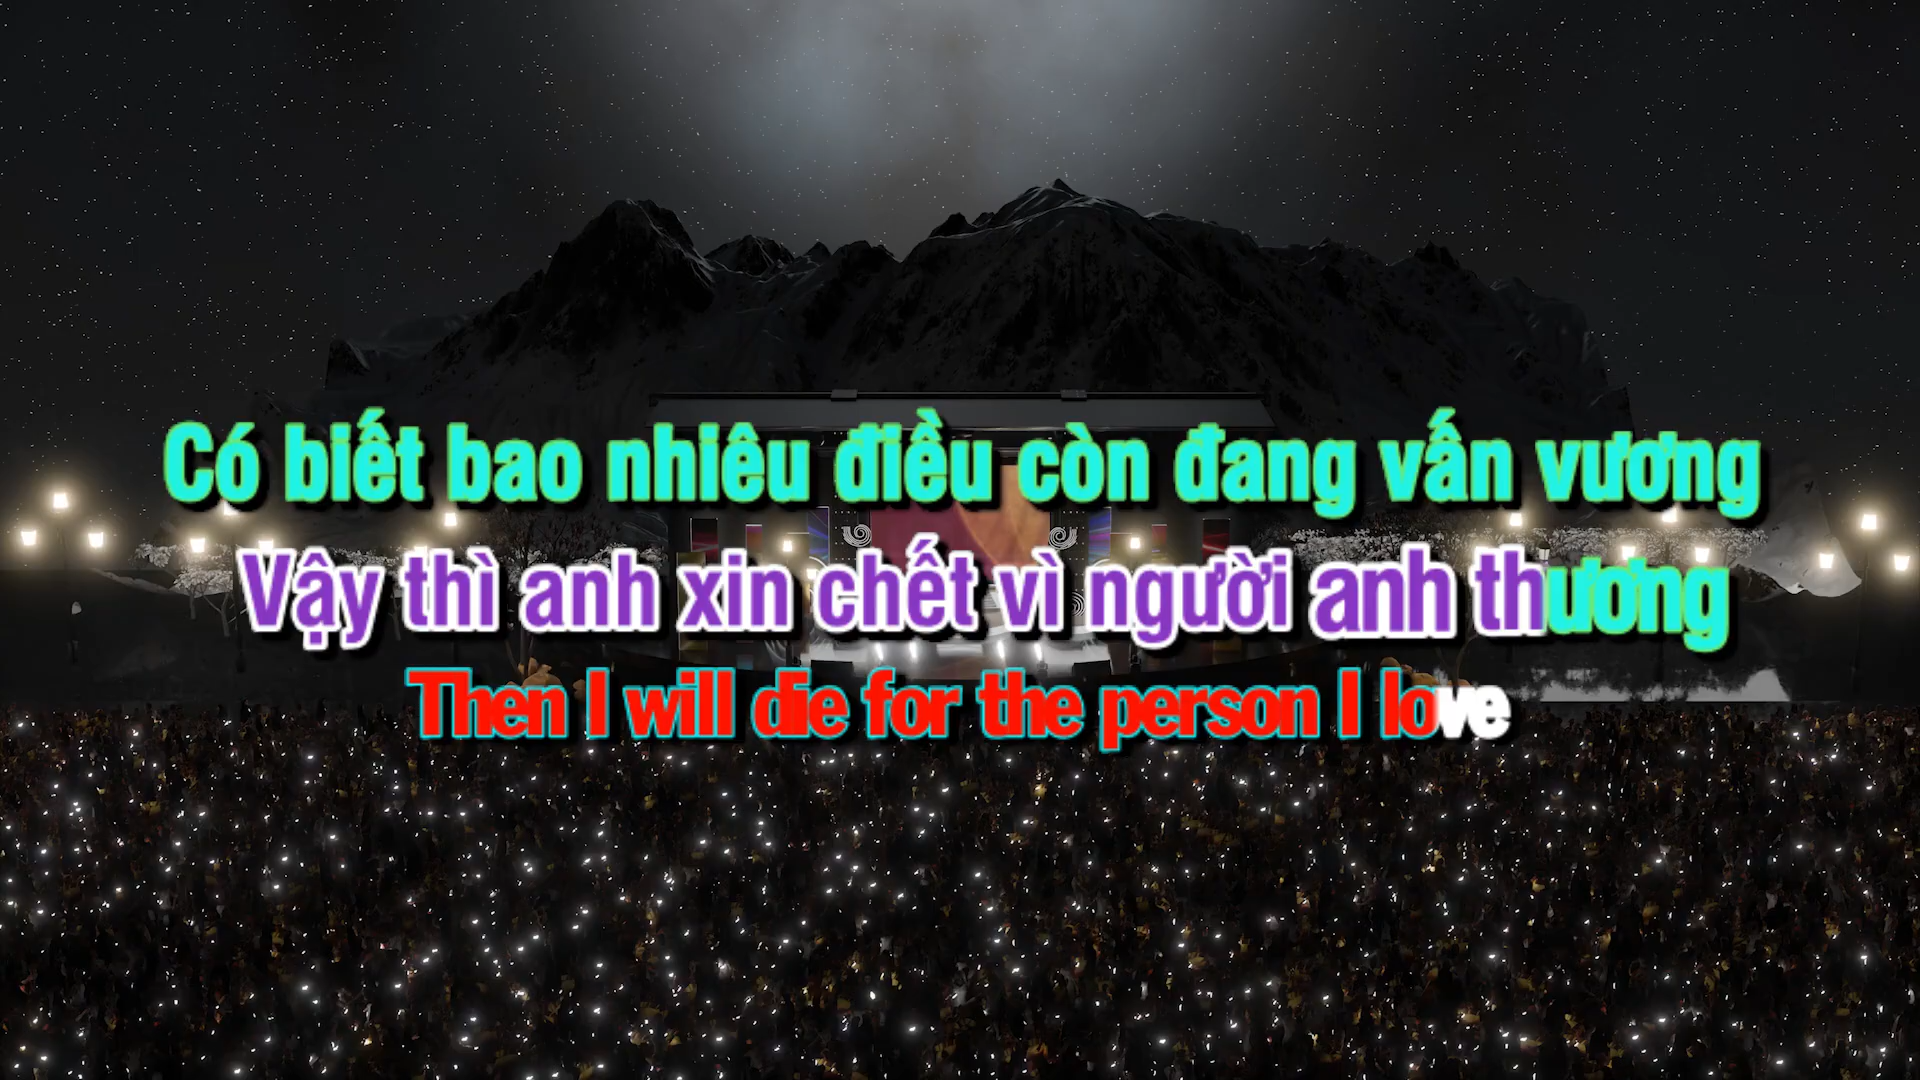 Có biết bao nhiêu điều còn đang vấn vương
Vậy thì anh xin chết vì người anh thương
Then I will die for the person I love